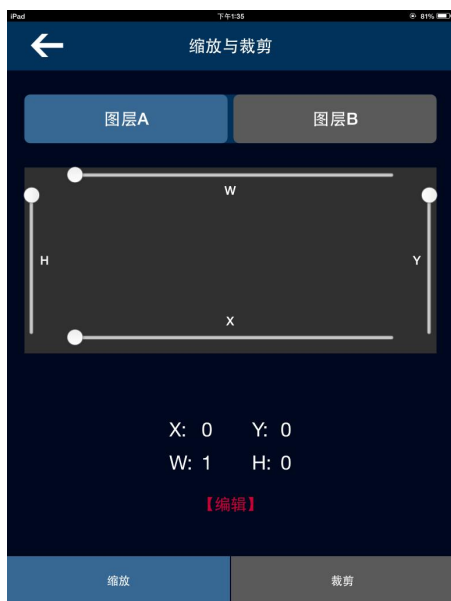 iPad 下午1:35 81%
缩放与裁剪
图层A 图层B
W
H Y
X
X: 0 Y: 0
W: 1 H: 0
【编辑】
缩放 裁剪